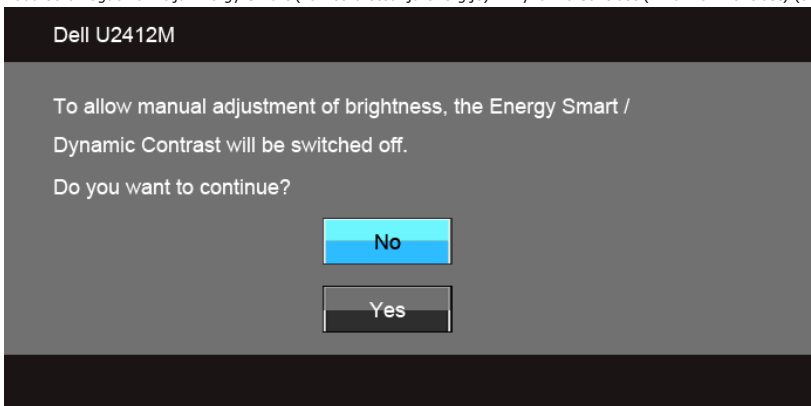 Dell U2412M
To allow manual adjustment of brightness, the Energy Smart /
Dynamic Contrast will be switched off.
Do you want to continue?
No
Yes